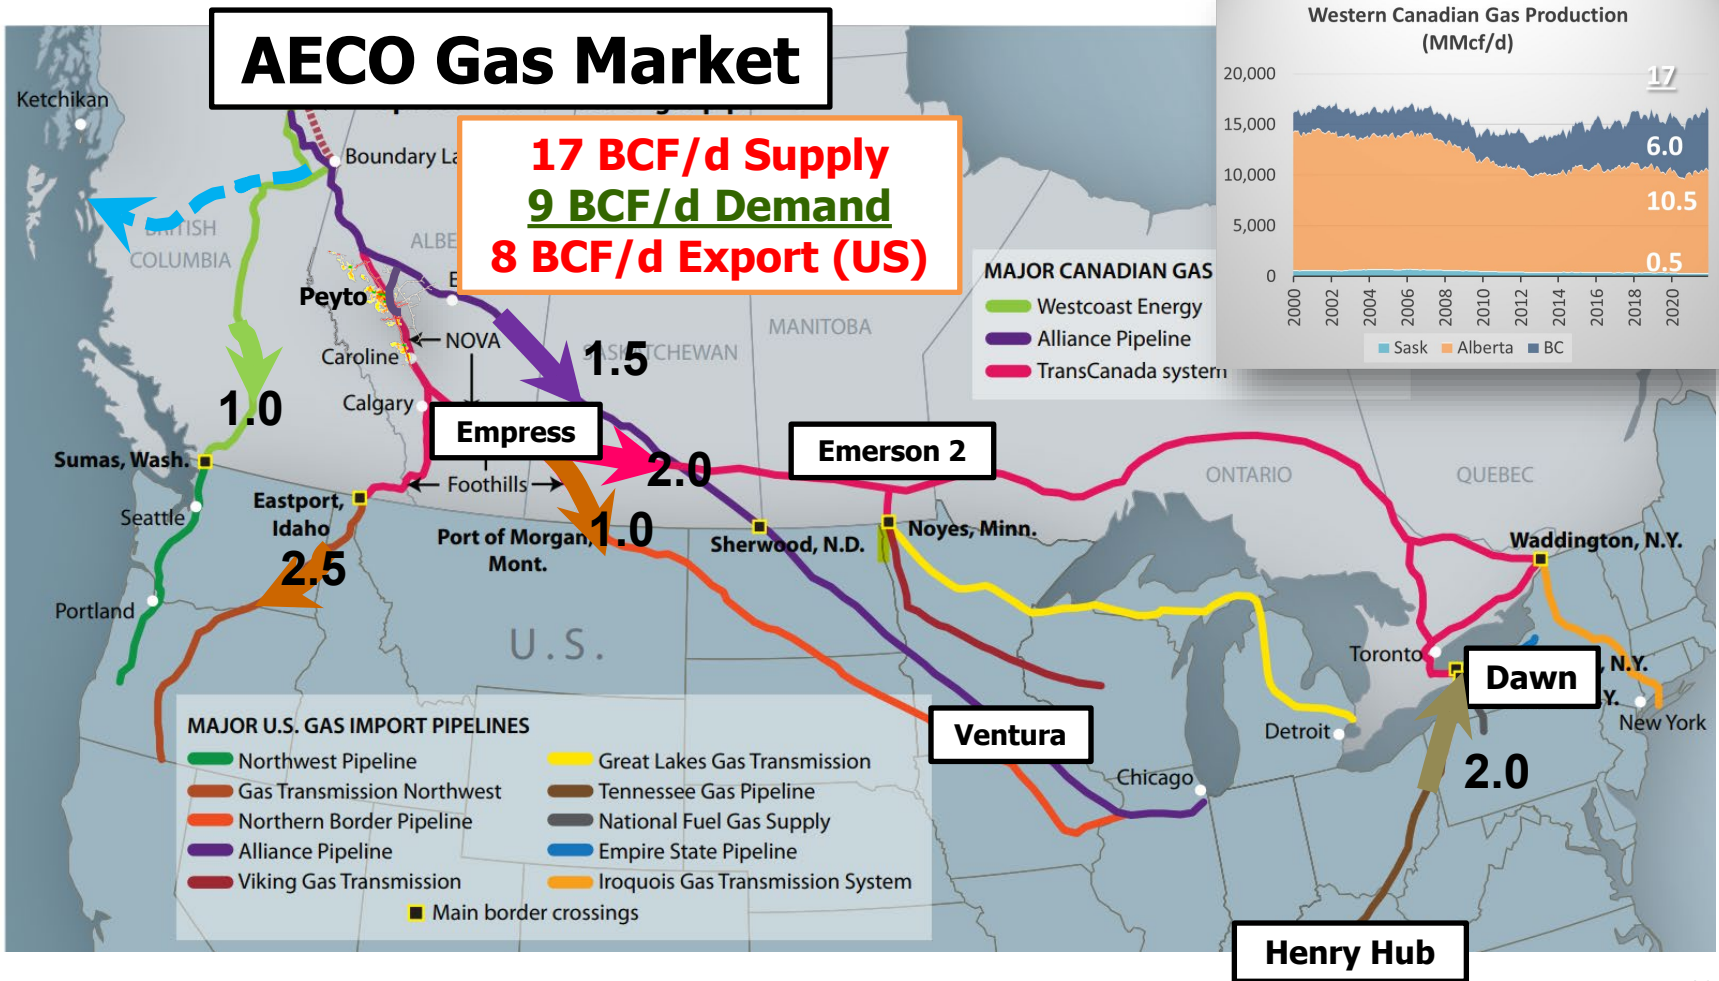 AECO Gas Market
17 BCF/d Supply
9 BCF/d Demand
8 BCF/d Export (US)
Western Canadian Gas Production
(MMcf/d)
20,000
15,000
10,000
5,000
0
17
6.0
10.5
0.5
2000
2002
2004
2006
2008
2010
2012
2014
2016
2018
2020
Sask
Alberta
BC
MAJOR CANADIAN GAS
Westcoast Energy
Alliance Pipeline
TransCanada system
Ketchikan
Boundary La
BRITISH
COLUMBIA
ALBE
E
Peyto
NOVA
SASKATCHEWAN
MANITOBA
Caroline
1.5
Calgary
1.0
Empress
Emerson 2
ONTARIO
QUEBEC
Sumas, Wash.
2.0
Foothills
Eastport,
Idaho
Seattle
Port of Morgan,
Mont.
1.0
Sherwood, N.D.
Noyes, Minn.
Waddington, N.Y.
2.5
Portland
U.S.
Toronto
Dawn
, N.Y.
Y.
New York
Detroit
Ventura
Chicago
2.0
MAJOR U.S. GAS IMPORT PIPELINES
Northwest Pipeline
Gas Transmission Northwest
Northern Border Pipeline
Alliance Pipeline
Viking Gas Transmission
Great Lakes Gas Transmission
Tennessee Gas Pipeline
National Fuel Gas Supply
Empire State Pipeline
Iroquois Gas Transmission System
Main border crossings
Henry Hub